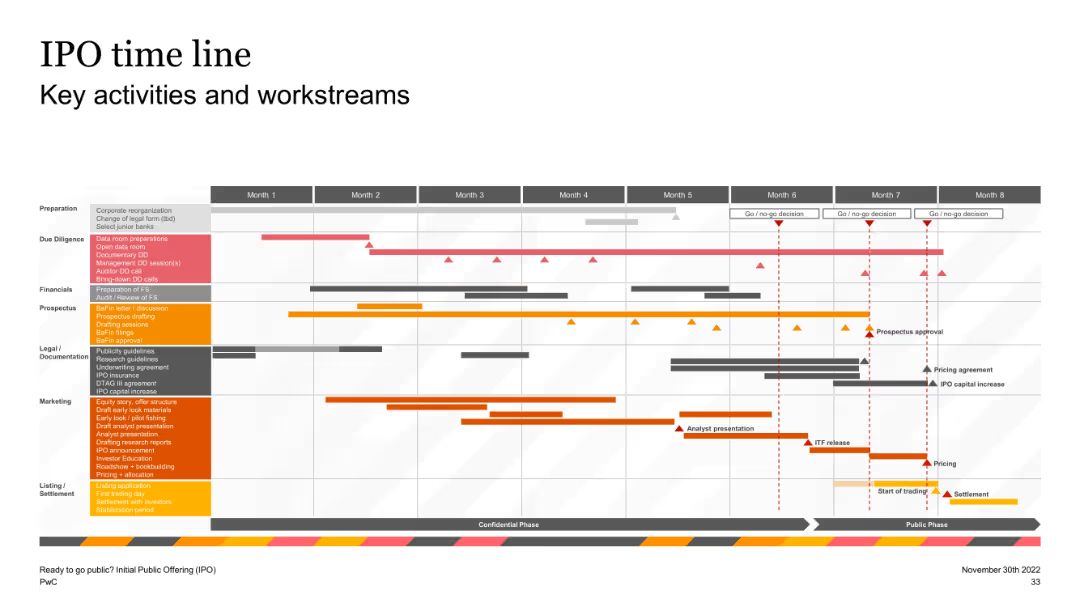 IPO time line
Key activities and workstreams
Month 1 Month 2 Month 3 Month 4 Month 5 Month 6 Month 7 Month 8
Preparation
Corporate reorganization
Change of legal form (tbd)
Select junior banks
Go / no-go decision Go / no-go decision Go / no-go decision
Due Diligence
Data room preparations
Open data room
Documentary DD
Management DD session(s)
Auditor DD call
Bring-down DD calls
Financials
Preparation of FS
Audit / Review of FS
Prospectus
BaFin letter / discussion
Prospectus drafting
Drafting sessions
BaFin filings
BaFin approval
Prospectus approval
Legal /
Documentation
Publicity guidelines
Research guidelines
Underwriting agreement
IPO insurance
DTAG III agreement
IPO capital increase
Pricing agreement
IPO capital increase
Marketing
Equity story, offer structure
Draft early look materials
Early look / pilot fishing
Draft analyst presentation
Analyst presentation
Drafting research reports
IPO announcement
Investor Education
Roadshow + bookbuilding
Pricing + allocation
Analyst presentation
ITF release
Pricing
Listing /
Settlement
Listing application
First trading day
Settlement with investors
Stabilization period
Start of trading
Settlement
Confidential Phase Public Phase
Ready to go public? Initial Public Offering (IPO)
PwC
November 30th 2022
33